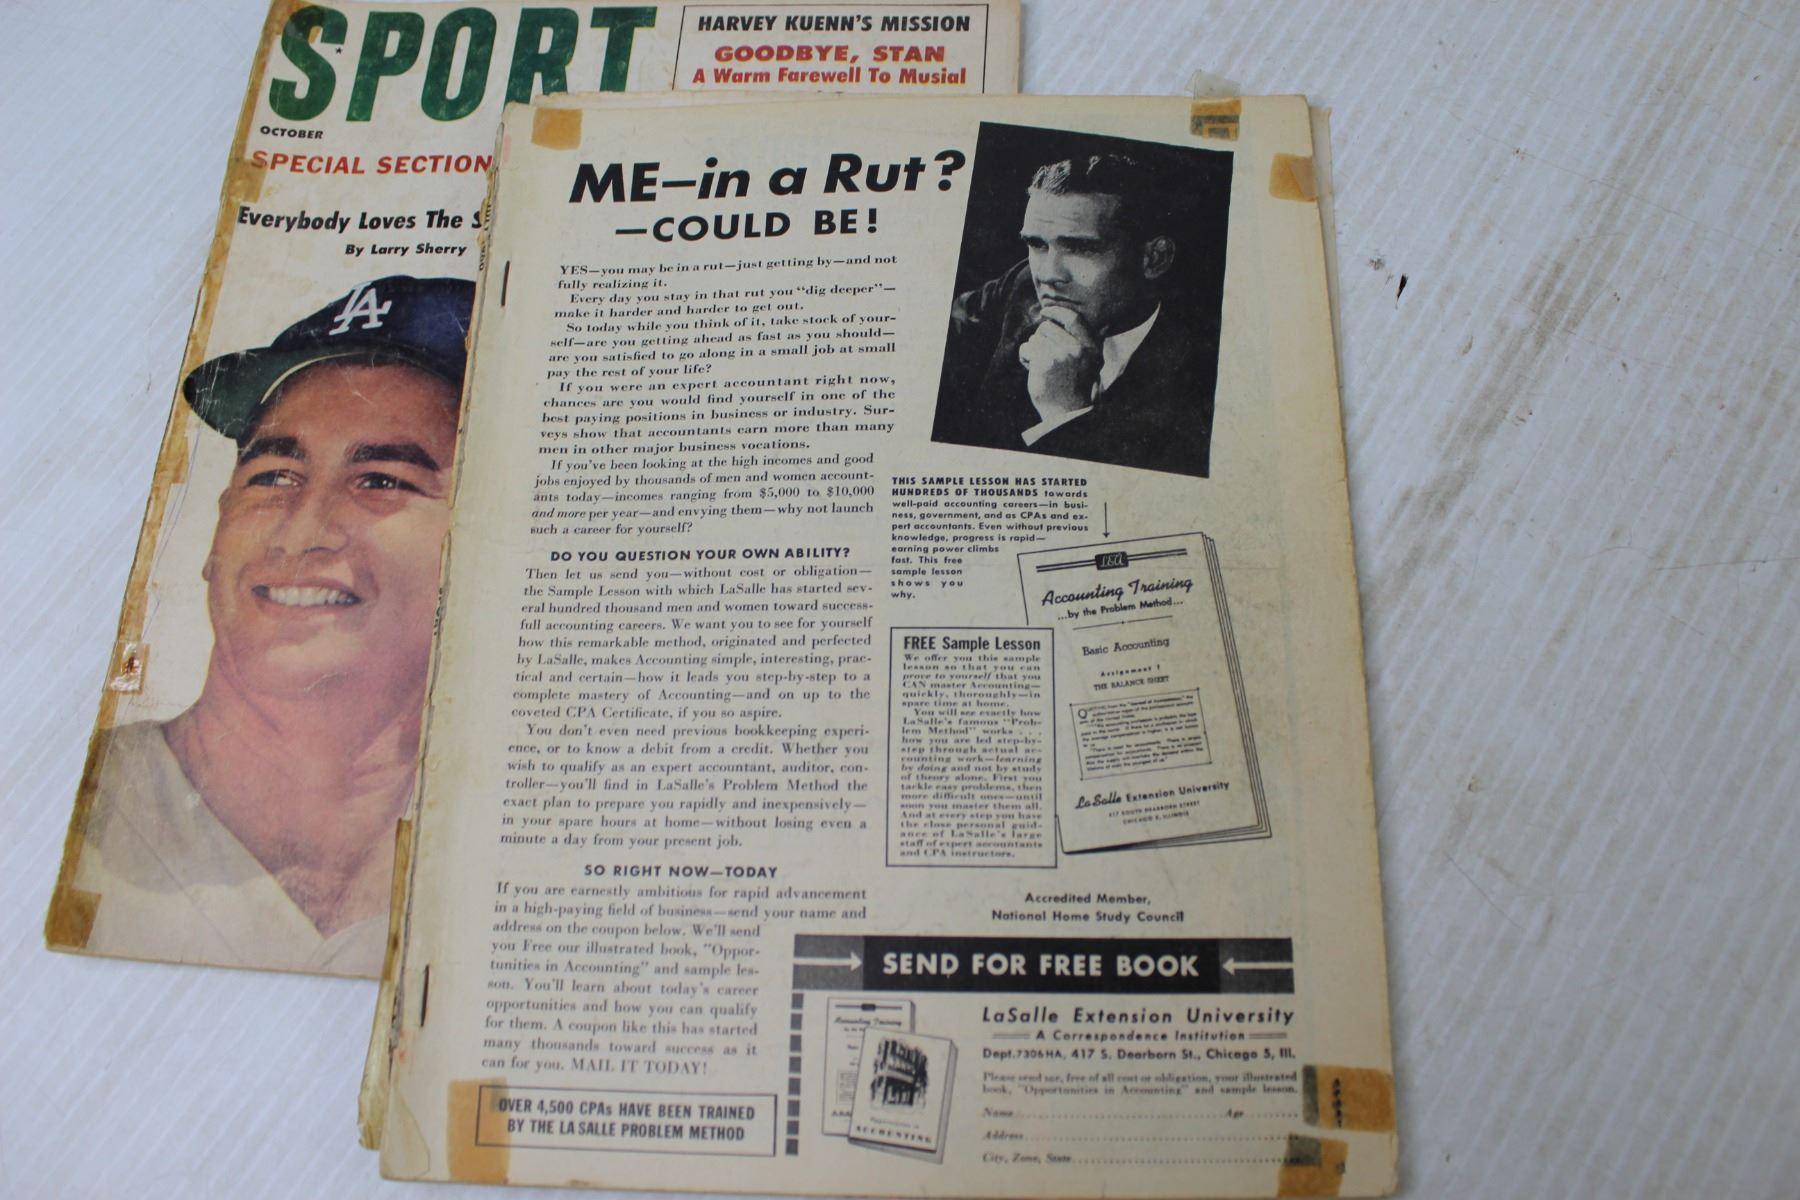 SPORT
OCTOBER
HARVEY KUENN'S MISSION
GOODBYE, STAN
A Warm Farewell To Musial
SPECIAL SECTION
Everybody Loves The
By Larry Sherry
LA
ME—in a Rut?
—COULD BE!
YES—you may be in a rut—just getting by—and not
fully realizing it.
Every day you stay in that rut you "dig deeper"—
make it harder and harder to get out.
So today while you think of it, take stock of your-
self—are you getting ahead as fast as you should—
are you satisfied to go along in a small job at small
pay the rest of your life?
If you were an expert accountant right now,
chances are you would find yourself in one of the
best paying positions in business or industry. Sur-
veys show that accountants earn more than many
men in other major business vocations.
If you've been looking at the high incomes and good
jobs enjoyed by thousands of men and women account-
ants today—incomes ranging from $5,000 to $10,000
and more per year—and envying them—why not launch
such a career for yourself?
DO YOU QUESTION YOUR OWN ABILITY?
Then let us send you—without cost or obligation—
the Sample Lesson with which LaSalle has started sev-
eral hundred thousand men and women toward success-
full accounting careers. We want you to see for yourself
how this remarkable method, originated and perfected
by LaSalle, makes Accounting simple, interesting, prac-
tical and certain—how it leads you step-by-step to a
complete mastery of Accounting—and on up to the
coveted CPA Certificate, if you so aspire.
You don't even need previous bookkeeping experi-
ence, or to know a debit from a credit. Whether you
wish to qualify as an expert accountant, auditor, con-
troller—you'll find in LaSalle's Problem Method the
exact plan to prepare you rapidly and inexpensively—
in your spare hours at home—without losing even a
minute a day from your present job.
SO RIGHT NOW—TODAY
If you are earnestly ambitious for rapid advancement
in a high-paying field of business—send your name and
address on the coupon below. We'll send
you Free our illustrated book, "Oppor-
tunities in Accounting" and sample les-
son. You'll learn about today's career
opportunities and how you can qualify
for them. A coupon like this has started
many thousands toward success as it
can for you. MAIL IT TODAY!
OVER 4,500 CPAs HAVE BEEN TRAINED
BY THE LA SALLE PROBLEM METHOD
THIS SAMPLE LESSON HAS STARTED
HUNDREDS OF THOUSANDS towards
well-paid accounting careers—in busi-
ness, government, and as CPAs and ex-
pert accountants. Even without previous
knowledge, progress is rapid—
earning power climbs
fast. This free
sample lesson
shows you
why.
FREE Sample Lesson
We offer you this sample
lesson so that you can
prove to yourself that you
CAN master Accounting—
quickly, thoroughly—in
spare time at home.
You will see exactly how
LaSalle's famous "Prob-
lem Method" works . . .
how you are led step-by-
step through actual ac-
counting work—learning
by doing and not by study
of theory alone. First you
tackle easy problems, then
more difficult ones—until
soon you master them all.
And at every step you have
the close personal guid-
ance of LaSalle's large
staff of expert accountants
and CPA instructors.
LEU
Accounting Training
...by the Problem Method...
Basic Accounting
Assignment 1
THE BALANCE SHEET
LaSalle Extension University
417 SOUTH DEARBORN STREET
CHICAGO 5, ILLINOIS
Accredited Member,
National Home Study Council
SEND FOR FREE BOOK
Accounting Training
ACCOUNTING
LaSalle Extension University
A Correspondence Institution
Dept. 7306HA, 417 S. Dearborn St., Chicago 5, Ill.
Please send me, free of all cost or obligation, your illustrated
book, "Opportunities in Accounting" and sample lesson.
Name Age
Address
City, Zone, State